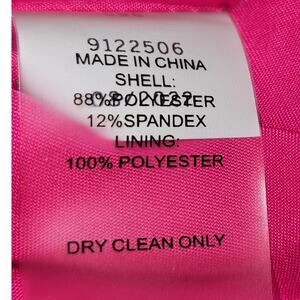 9122506
MADE IN CHINA
SHELL:
88%POLYESTER
12%SPANDEX
LINING:
100% POLYESTER
DRY CLEAN ONLY